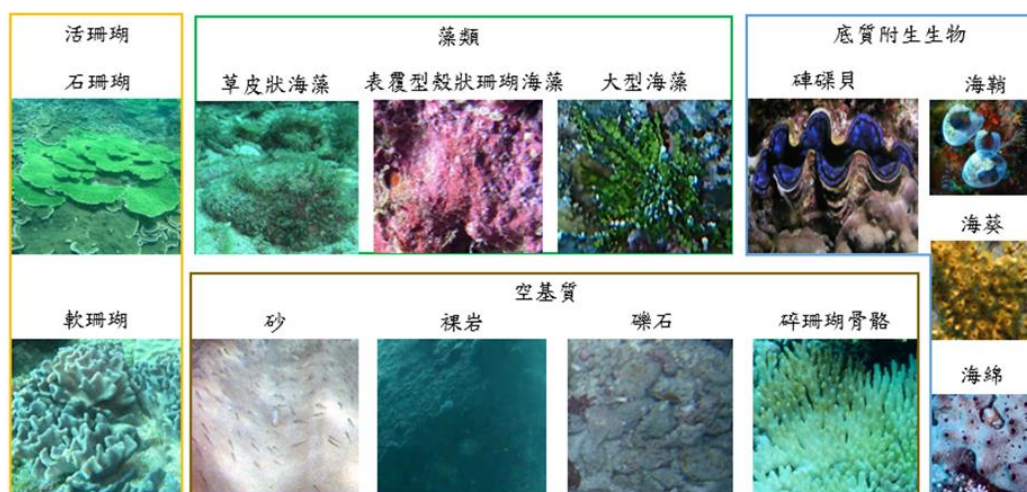 活珊瑚
石珊瑚
軟珊瑚
藻類
草皮狀海藻
表覆型殼狀珊瑚海藻
大型海藻
底質附生生物
硨磲貝
海鞘
海葵
海綿
空基質
砂
裸岩
礫石
碎珊瑚骨骼